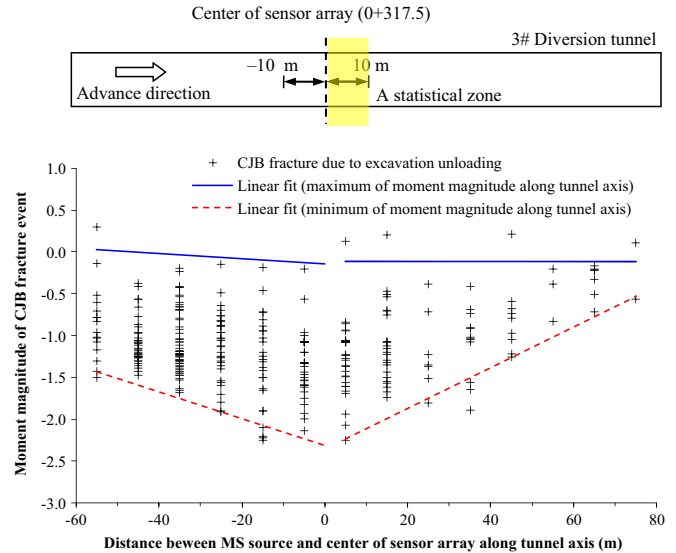 Center of sensor array (0+317.5)
3# Diversion tunnel
–10 m
10 m
Advance direction
A statistical zone
CJB fracture due to excavation unloading
Linear fit (maximum of moment magnitude along tunnel axis)
Linear fit (minimum of moment magnitude along tunnel axis)
Moment magnitude of CJB fracture event
1.0
0.5
0.0
-0.5
-1.0
-1.5
-2.0
-2.5
-3.0
-60
-40
-20
0
20
40
60
80
Distance beween MS source and center of sensor array along tunnel axis (m)